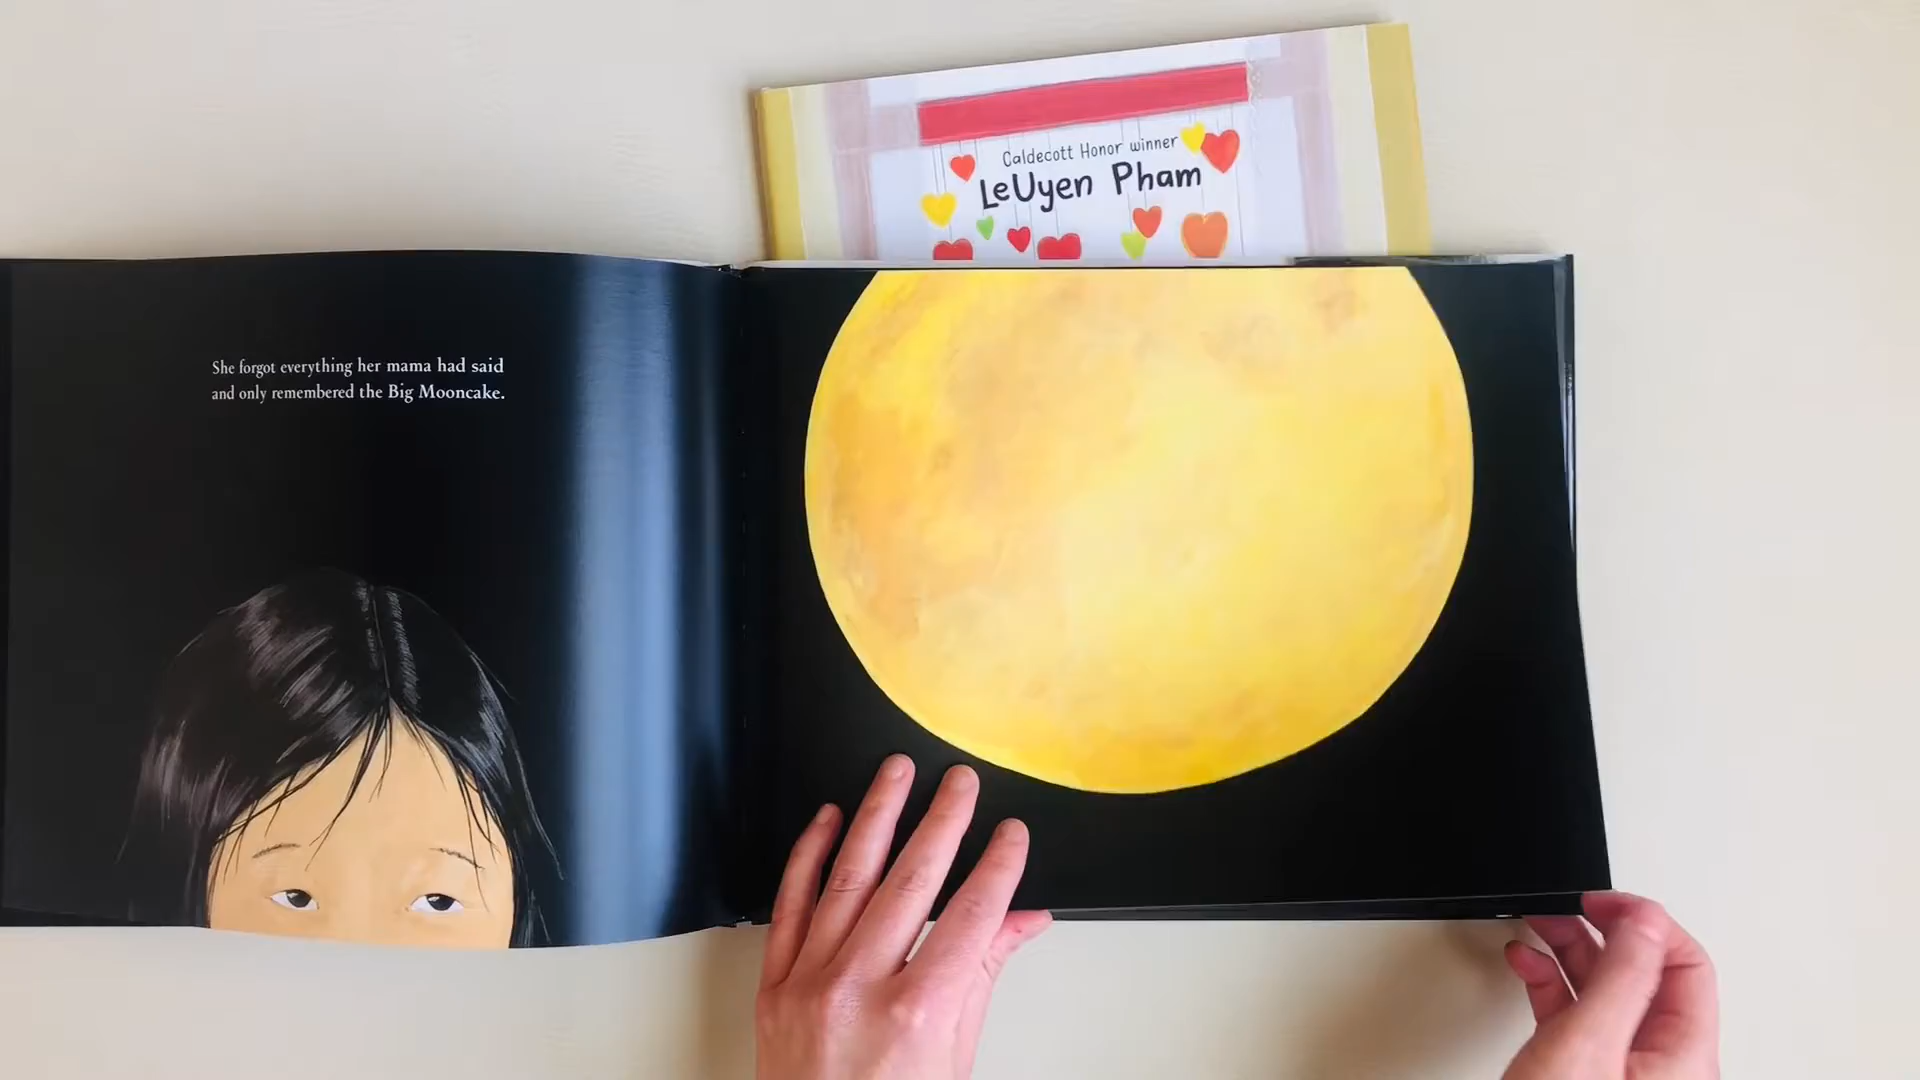 Caldecott Honor winner
LeUyen Pham
She forgot everything her mama had said
and only remembered the Big Mooncake.